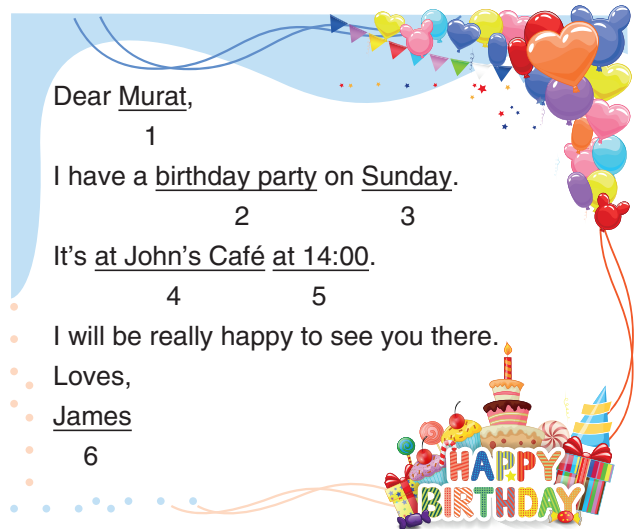 Dear Murat,
1
I have a birthday party on Sunday.
2 3
It's at John's Café at 14:00.
4 5
I will be really happy to see you there.
Loves,
James
6
HAPPY
BIRTHDAY